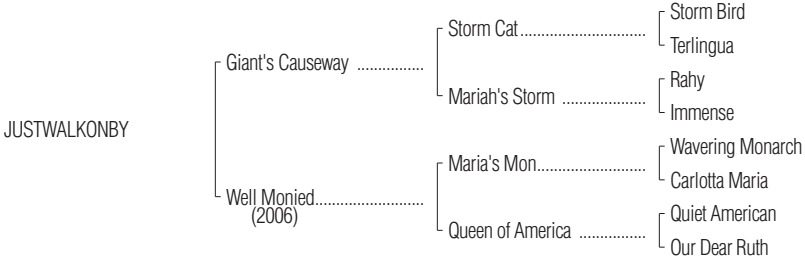 Storm Bird
Storm Cat..............................
Terlingua
Giant's Causeway ................
Rahy
Mariah's Storm ....................
Immense
JUSTWALKONBY
Wavering Monarch
Maria's Mon..........................
Carlotta Maria
Well Monied..........................
(2006)
Quiet American
Queen of America ................
Our Dear Ruth